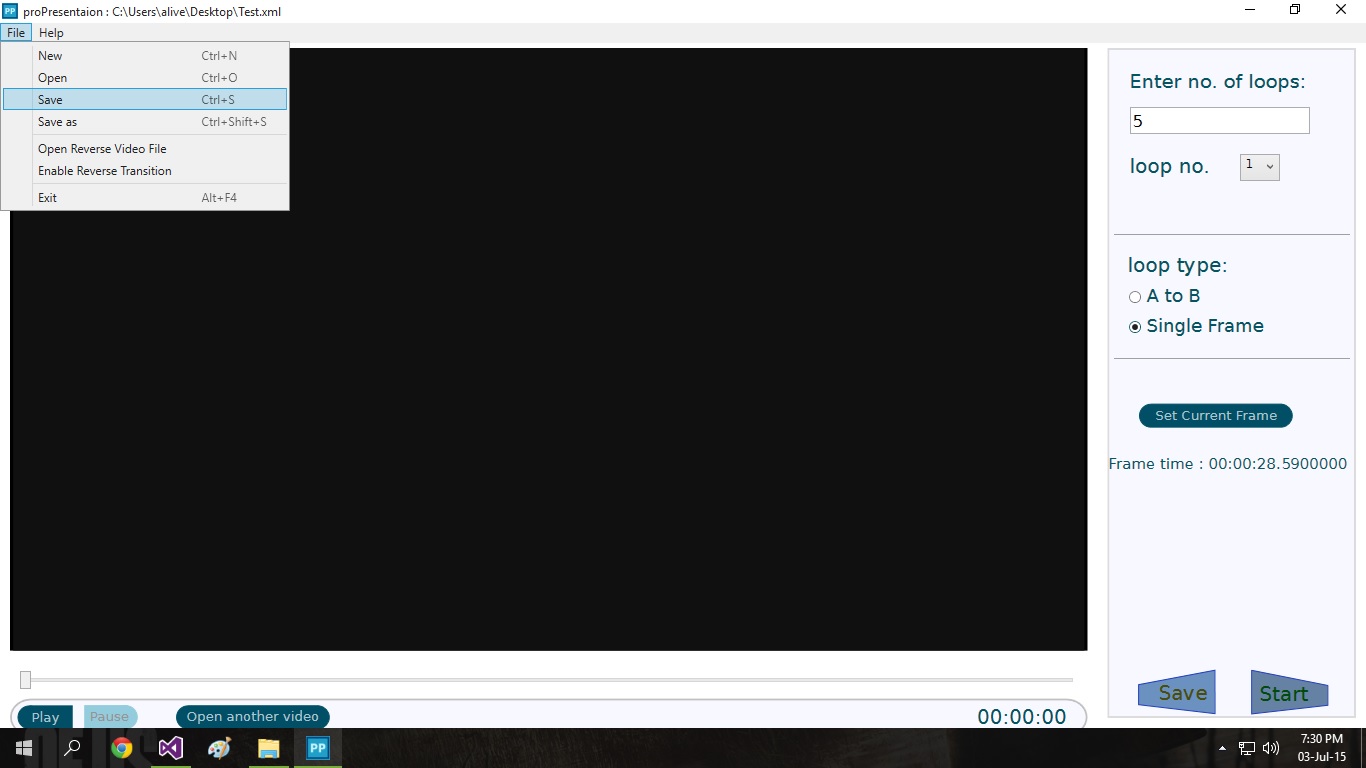 PP proPresentaion : C:\Users\alive\Desktop\Test.xml
File Help
New Ctrl+N
Open Ctrl+O
Save Ctrl+S
Save as Ctrl+Shift+S
Open Reverse Video File
Enable Reverse Transition
Exit Alt+F4
Enter no. of loops:
5
loop no. 1
loop type:
A to B
Single Frame
Set Current Frame
Frame time : 00:00:28.5900000
Save Start
Play Pause Open another video 00:00:00
PP
7:30 PM
03-Jul-15